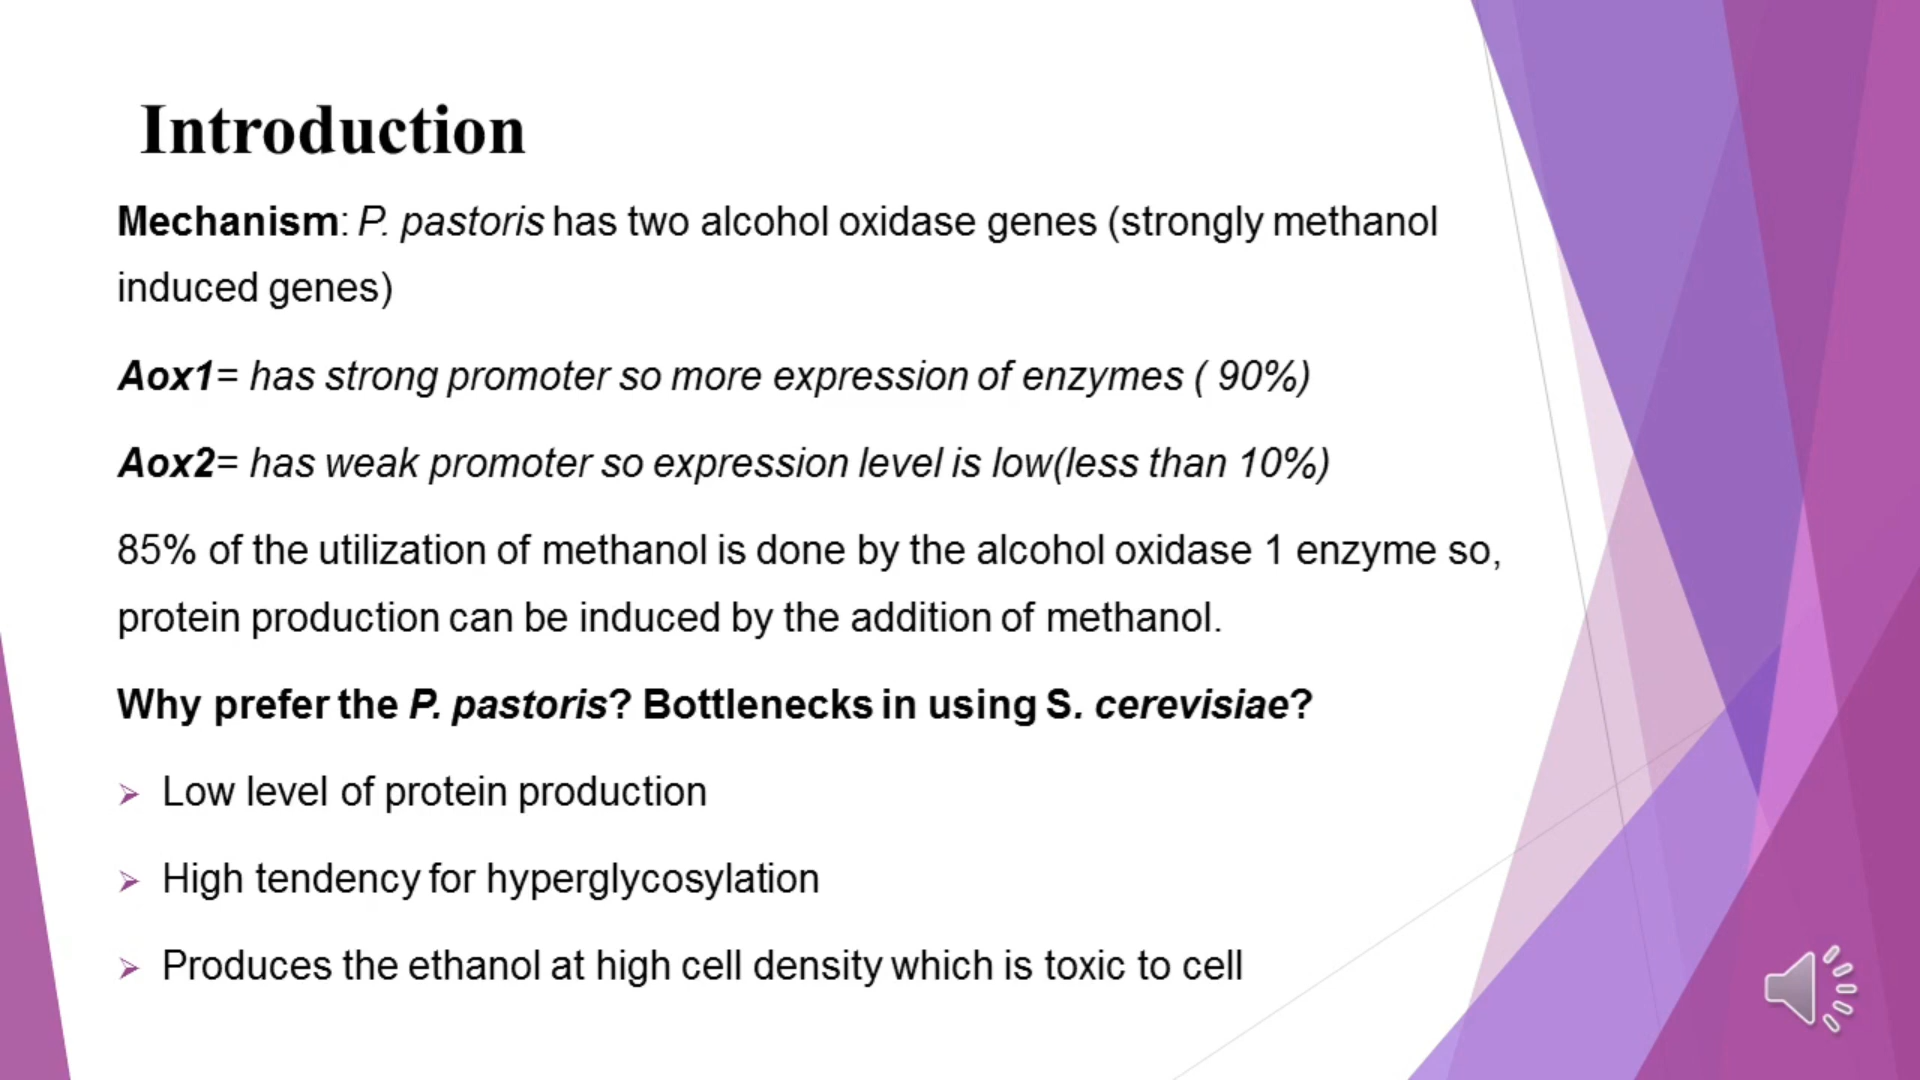 Introduction
Mechanism: P. pastoris has two alcohol oxidase genes (strongly methanol
induced genes)
Aox1= has strong promoter so more expression of enzymes ( 90%)
Aox2= has weak promoter so expression level is low(less than 10%)
85% of the utilization of methanol is done by the alcohol oxidase 1 enzyme so,
protein production can be induced by the addition of methanol.
Why prefer the P. pastoris? Bottlenecks in using S. cerevisiae?
➢ Low level of protein production
➢ High tendency for hyperglycosylation
➢ Produces the ethanol at high cell density which is toxic to cell